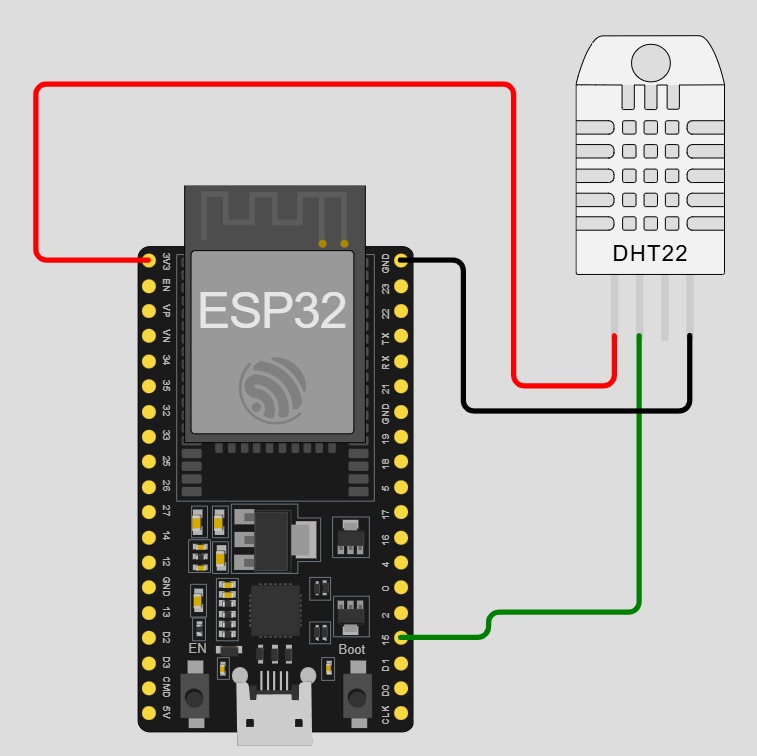 DHT22
ESP32
3V3
EN
VP
VN
34
35
32
33
25
26
27
14
12
GND
13
D2
D3
CMD
5V
GND
23
22
TX
RX
21
GND
19
18
5
17
16
4
0
2
15
D1
D0
CLK
EN
Boot